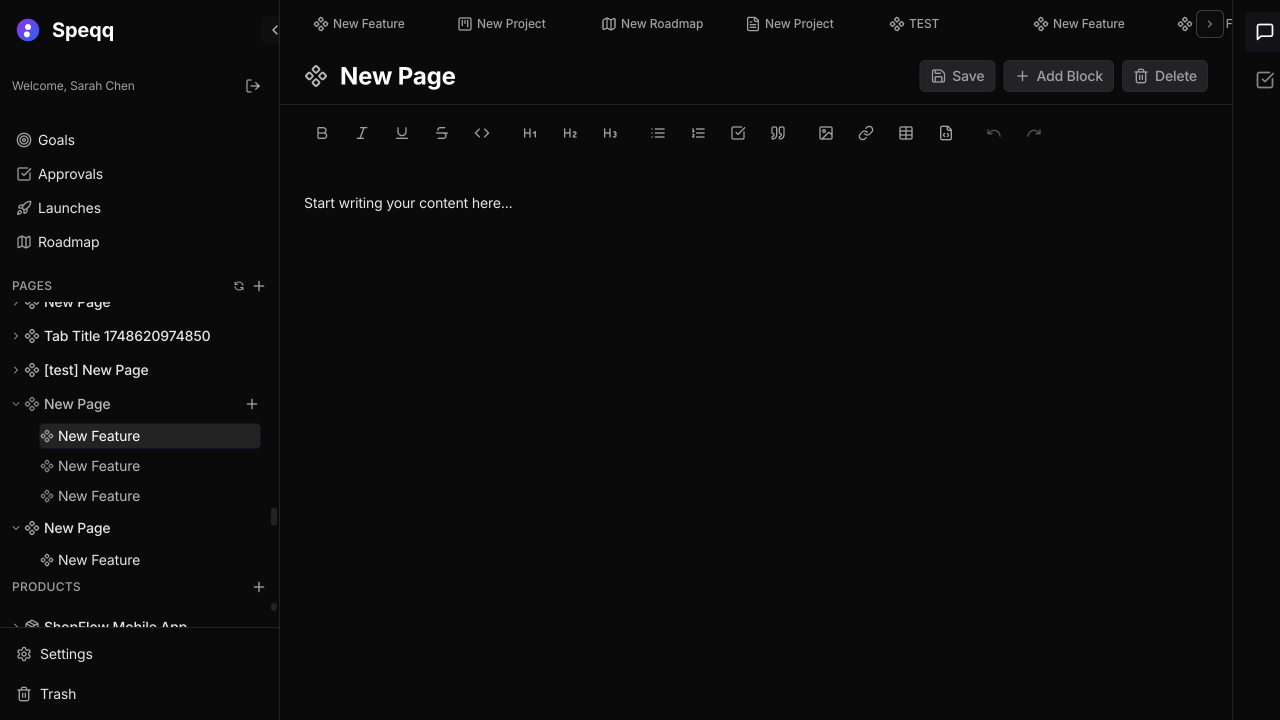 Speqq
Welcome, Sarah Chen
Goals
Approvals
Launches
Roadmap
PAGES
New Page
Tab Title 1748620974850
[test] New Page
New Page
New Feature
New Feature
New Feature
New Page
New Feature
PRODUCTS
ShopFlow Mobile App
Settings
Trash
New Feature
New Project
New Roadmap
New Project
TEST
New Feature
F
New Page
Save
Add Block
Delete
H1
H2
H3
Start writing your content here...